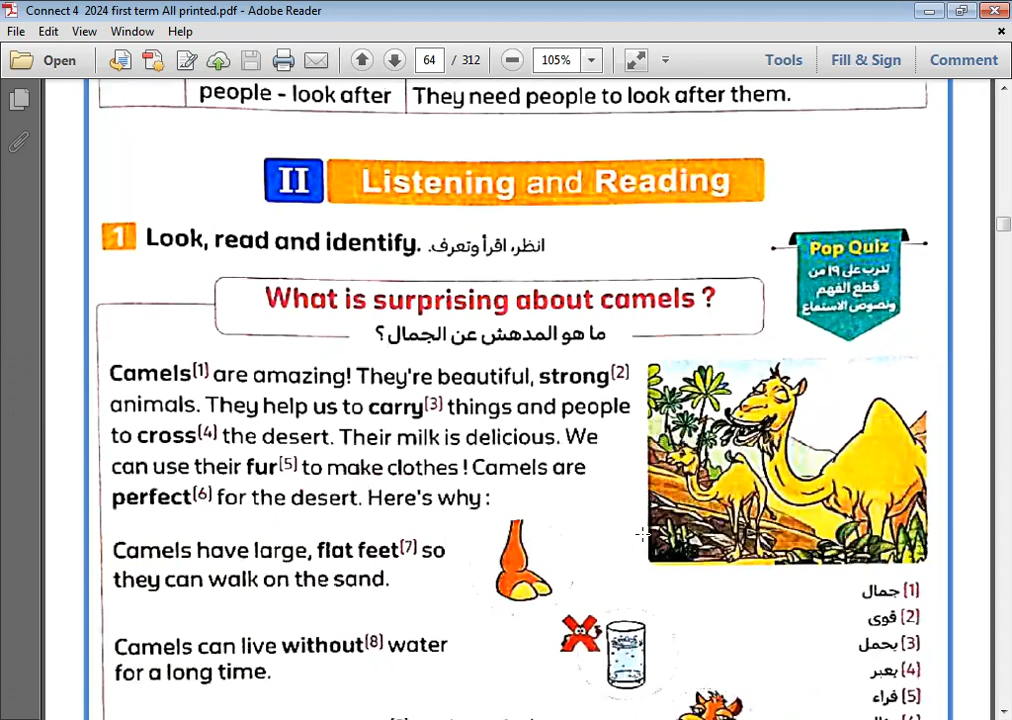 Connect 4 2024 first term All printed.pdf - Adobe Reader
File Edit View Window Help
Open 64 / 312 105% Tools Fill & Sign Comment
people - look after They need people to look after them.
II Listening and Reading
1 Look, read and identify. انظر، اقرأ وتعرف.
Pop Quiz
تدرب على ١٩ من
قطع الفهم
ونصوص الاستماع
What is surprising about camels ?
ما هو المدهش عن الجمال؟
Camels[1] are amazing! They're beautiful, strong[2]
animals. They help us to carry[3] things and people
to cross[4] the desert. Their milk is delicious. We
can use their fur[5] to make clothes ! Camels are
perfect[6] for the desert. Here's why :
Camels have large, flat feet[7] so
they can walk on the sand.
Camels can live without[8] water
for a long time.
[1] جمال
[2] قوى
[3] يحمل
[4] يعبر
[5] فراء